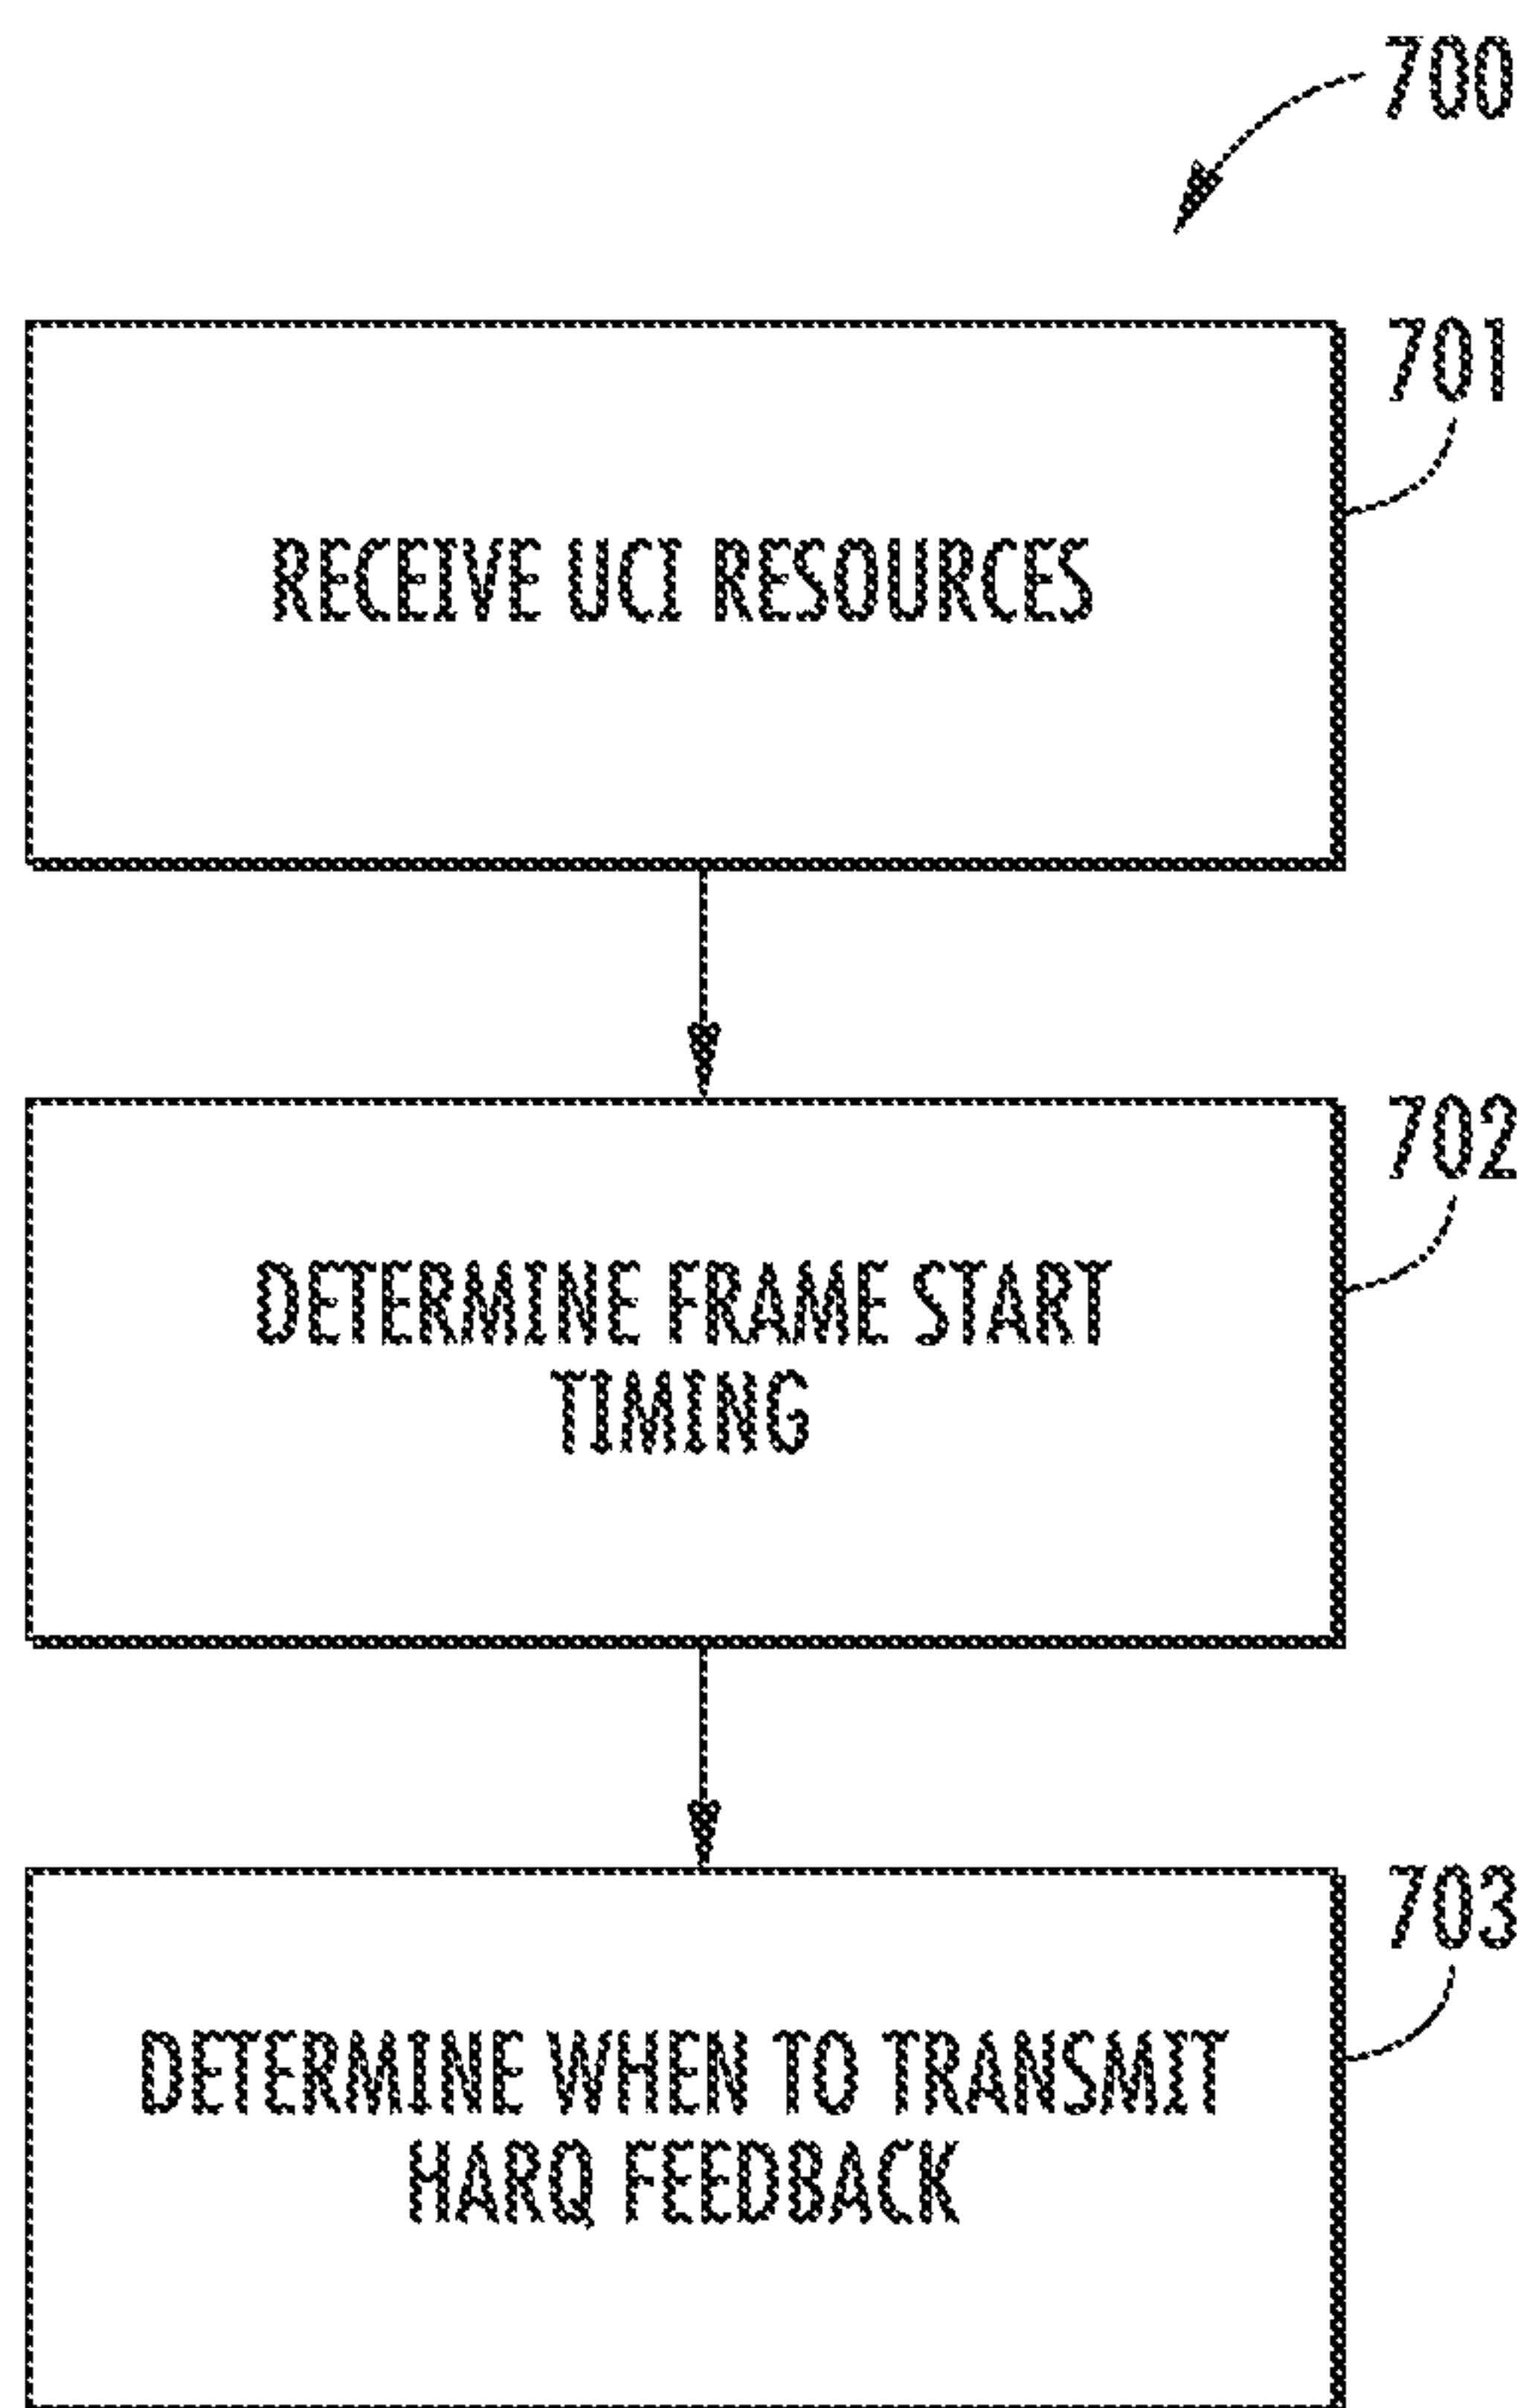 700
701
RECEIVE UCI RESOURCES
702
DETERMINE FRAME START
TIMING
703
DETERMINE WHEN TO TRANSMIT
HARQ FEEDBACK